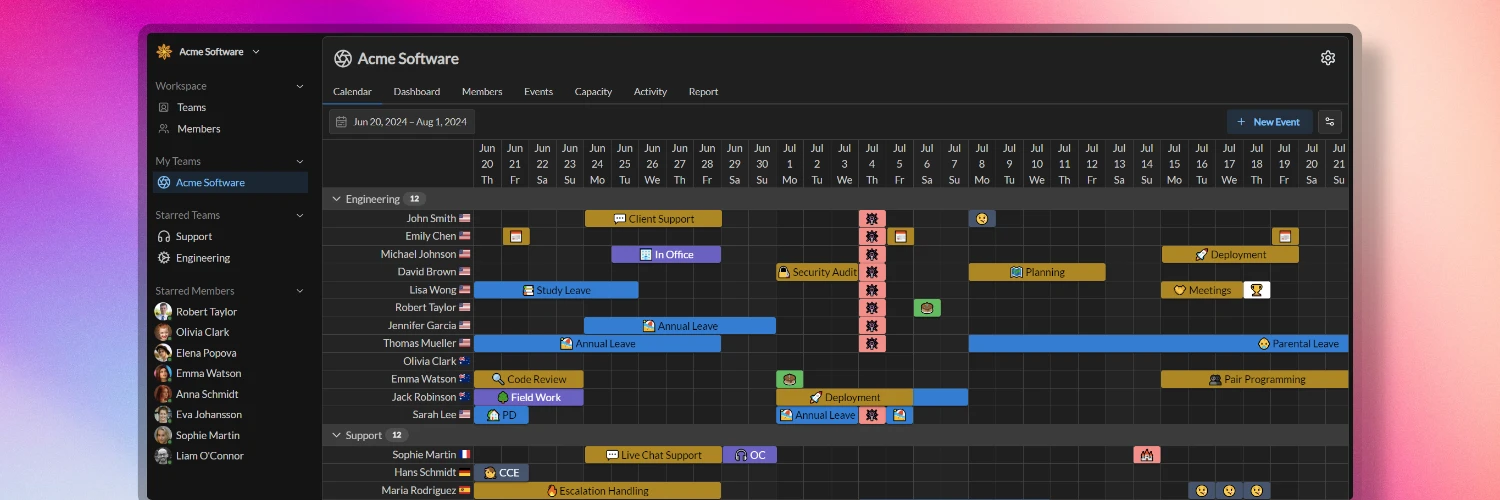 Acme Software
Workspace
Teams
Members
My Teams
Acme Software
Starred Teams
Support
Engineering
Starred Members
Robert Taylor
Olivia Clark
Elena Popova
Emma Watson
Anna Schmidt
Eva Johansson
Sophie Martin
Liam O'Connor
Acme Software
Calendar Dashboard Members Events Capacity Activity Report
Jun 20, 2024 – Aug 1, 2024
+ New Event
Jun Jun Jun Jun Jun Jun Jun Jun Jun Jun Jun Jul Jul Jul Jul Jul Jul Jul Jul Jul Jul Jul Jul Jul Jul Jul Jul Jul Jul Jul Jul Jul
20 21 22 23 24 25 26 27 28 29 30 1 2 3 4 5 6 7 8 9 10 11 12 13 14 15 16 17 18 19 20 21
Th Fr Sa Su Mo Tu We Th Fr Sa Su Mo Tu We Th Fr Sa Su Mo Tu We Th Fr Sa Su Mo Tu We Th Fr Sa Su
Engineering 12
John Smith Client Support
Emily Chen
Michael Johnson In Office Deployment
David Brown Security Audit Planning
Lisa Wong Study Leave Meetings
Robert Taylor
Jennifer Garcia Annual Leave
Thomas Mueller Annual Leave Parental Leave
Olivia Clark
Emma Watson Code Review Pair Programming
Jack Robinson Field Work Deployment
Sarah Lee PD Annual Leave
Support 12
Sophie Martin Live Chat Support OC
Hans Schmidt CCE
Maria Rodriguez Escalation Handling